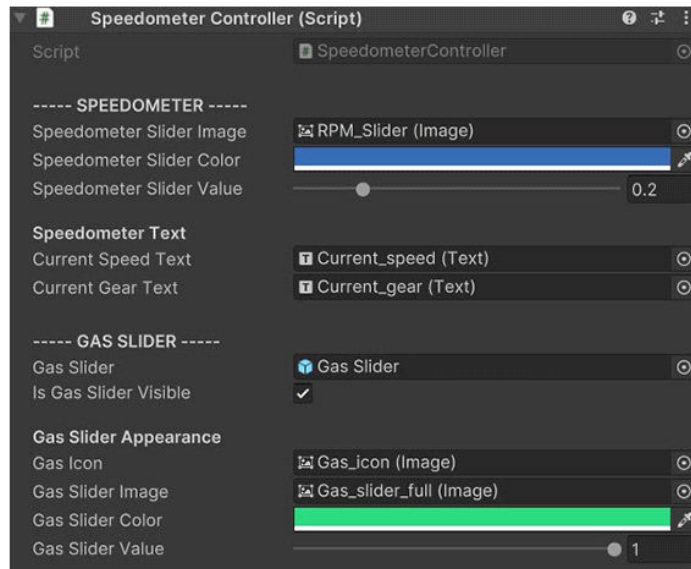 Speedometer Controller (Script)
Script SpeedometerController
----- SPEEDOMETER -----
Speedometer Slider Image RPM_Slider (Image)
Speedometer Slider Color
Speedometer Slider Value 0.2
Speedometer Text
Current Speed Text Current_speed (Text)
Current Gear Text Current_gear (Text)
----- GAS SLIDER -----
Gas Slider Gas Slider
Is Gas Slider Visible
Gas Slider Appearance
Gas Icon Gas_icon (Image)
Gas Slider Image Gas_slider_full (Image)
Gas Slider Color
Gas Slider Value 1